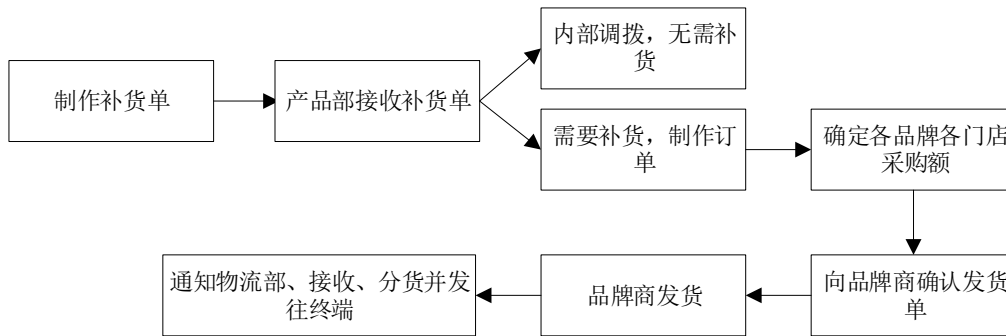 内部调拨，无需补
货
制作补货单
产品部接收补货单
需要补货，制作订
单
确定各品牌各门店
采购额
通知物流部、接收、分货并发
往终端
品牌商发货
向品牌商确认发货
单